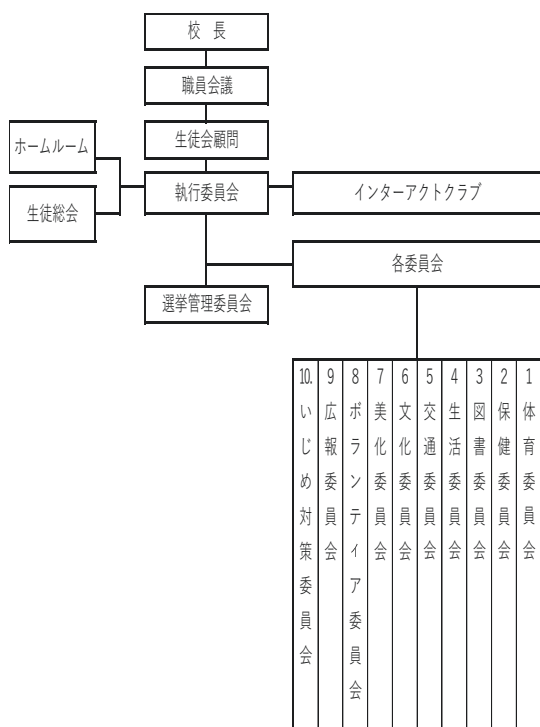 校　長
職員会議
生徒会顧問
ホームルーム
執行委員会
インターアクトクラブ
生徒総会
各委員会
選挙管理委員会
1 体育委員会
2 保健委員会
3 図書委員会
4 生活委員会
5 交通委員会
6 文化委員会
7 美化委員会
8 ボランティア委員会
9 広報委員会
10. いじめ対策委員会